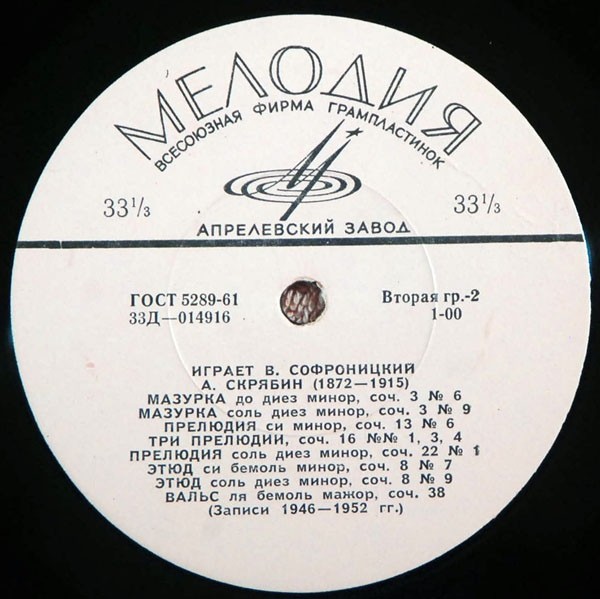 МЕЛОДИЯ
ВСЕСОЮЗНАЯ ФИРМА ГРАМПЛАСТИНОК
33⅓ 33⅓
АПРЕЛЕВСКИЙ ЗАВОД
ГОСТ 5289-61 Вторая гр.-2
33Д—014916 1-00
ИГРАЕТ В. СОФРОНИЦКИЙ
А. СКРЯБИН (1872—1915)
МАЗУРКА до диез минор, соч. 3 № 6
МАЗУРКА соль диез минор, соч. 3 № 9
ПРЕЛЮДИЯ си минор, соч. 13 № 6
ТРИ ПРЕЛЮДИИ, соч. 16 №№ 1, 3, 4
ПРЕЛЮДИЯ соль диез минор, соч. 22 № 1
ЭТЮД си бемоль минор, соч. 8 № 7
ЭТЮД соль диез минор, соч. 8 № 9
ВАЛЬС ля бемоль мажор, соч. 38
(Записи 1946—1952 гг.)